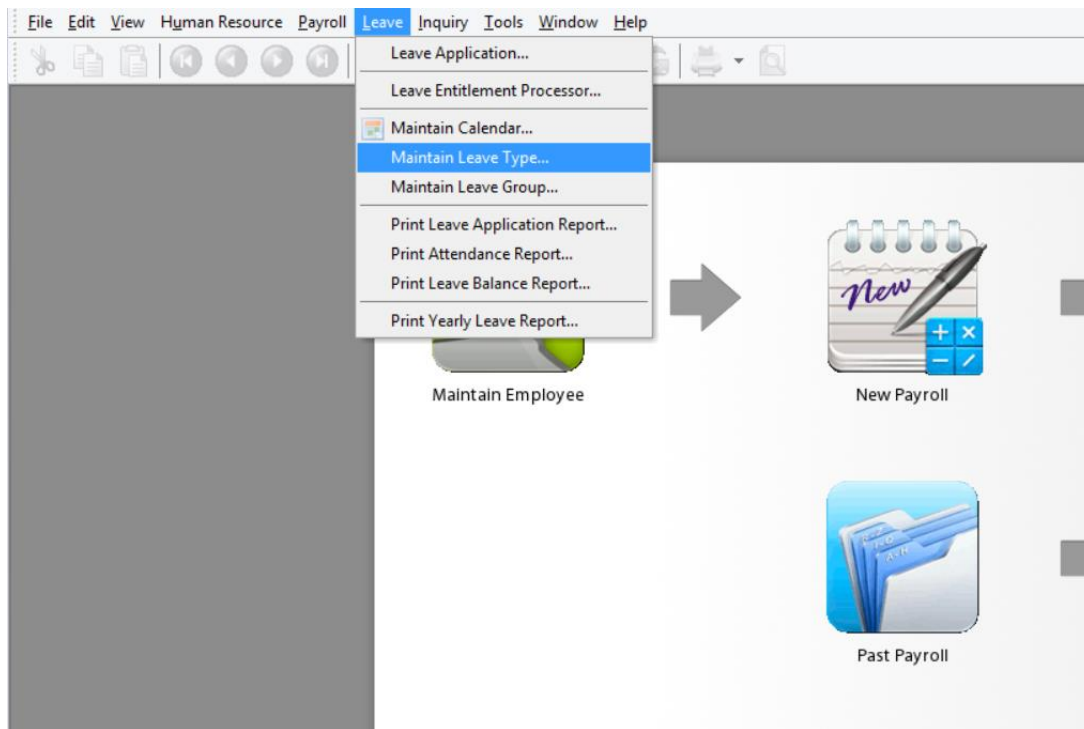 File Edit View Human Resource Payroll Leave Inquiry Tools Window Help
Leave Application...
Leave Entitlement Processor...
Maintain Calendar...
Maintain Leave Type...
Maintain Leave Group...
Print Leave Application Report...
Print Attendance Report...
Print Leave Balance Report...
Print Yearly Leave Report...
New
Maintain Employee
New Payroll
A-H
Past Payroll